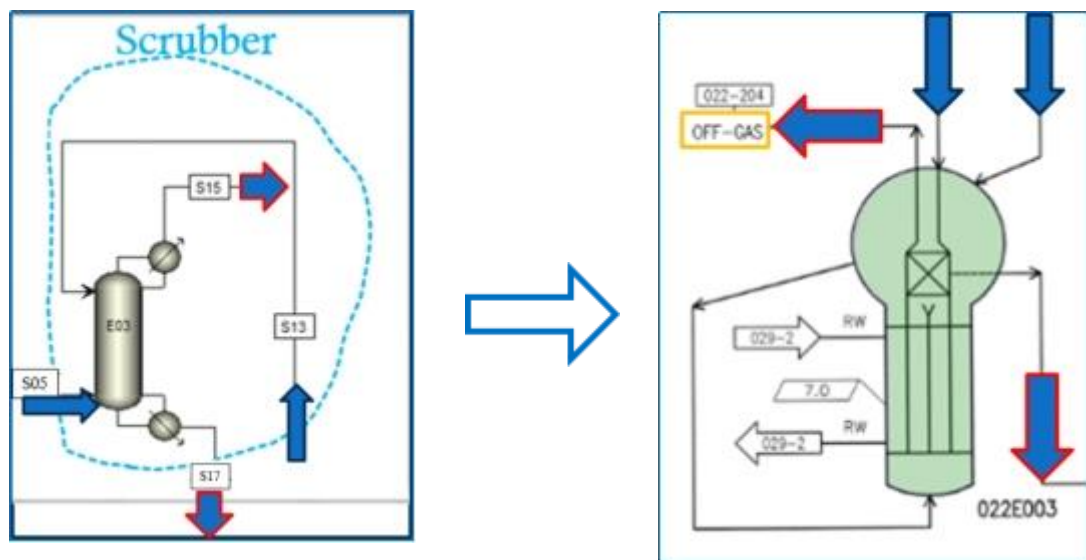 Scrubber
S15
E03
S13
S05
S17
022-204
OFF-GAS
029-2
RW
7.0
RW
029-2
022E003